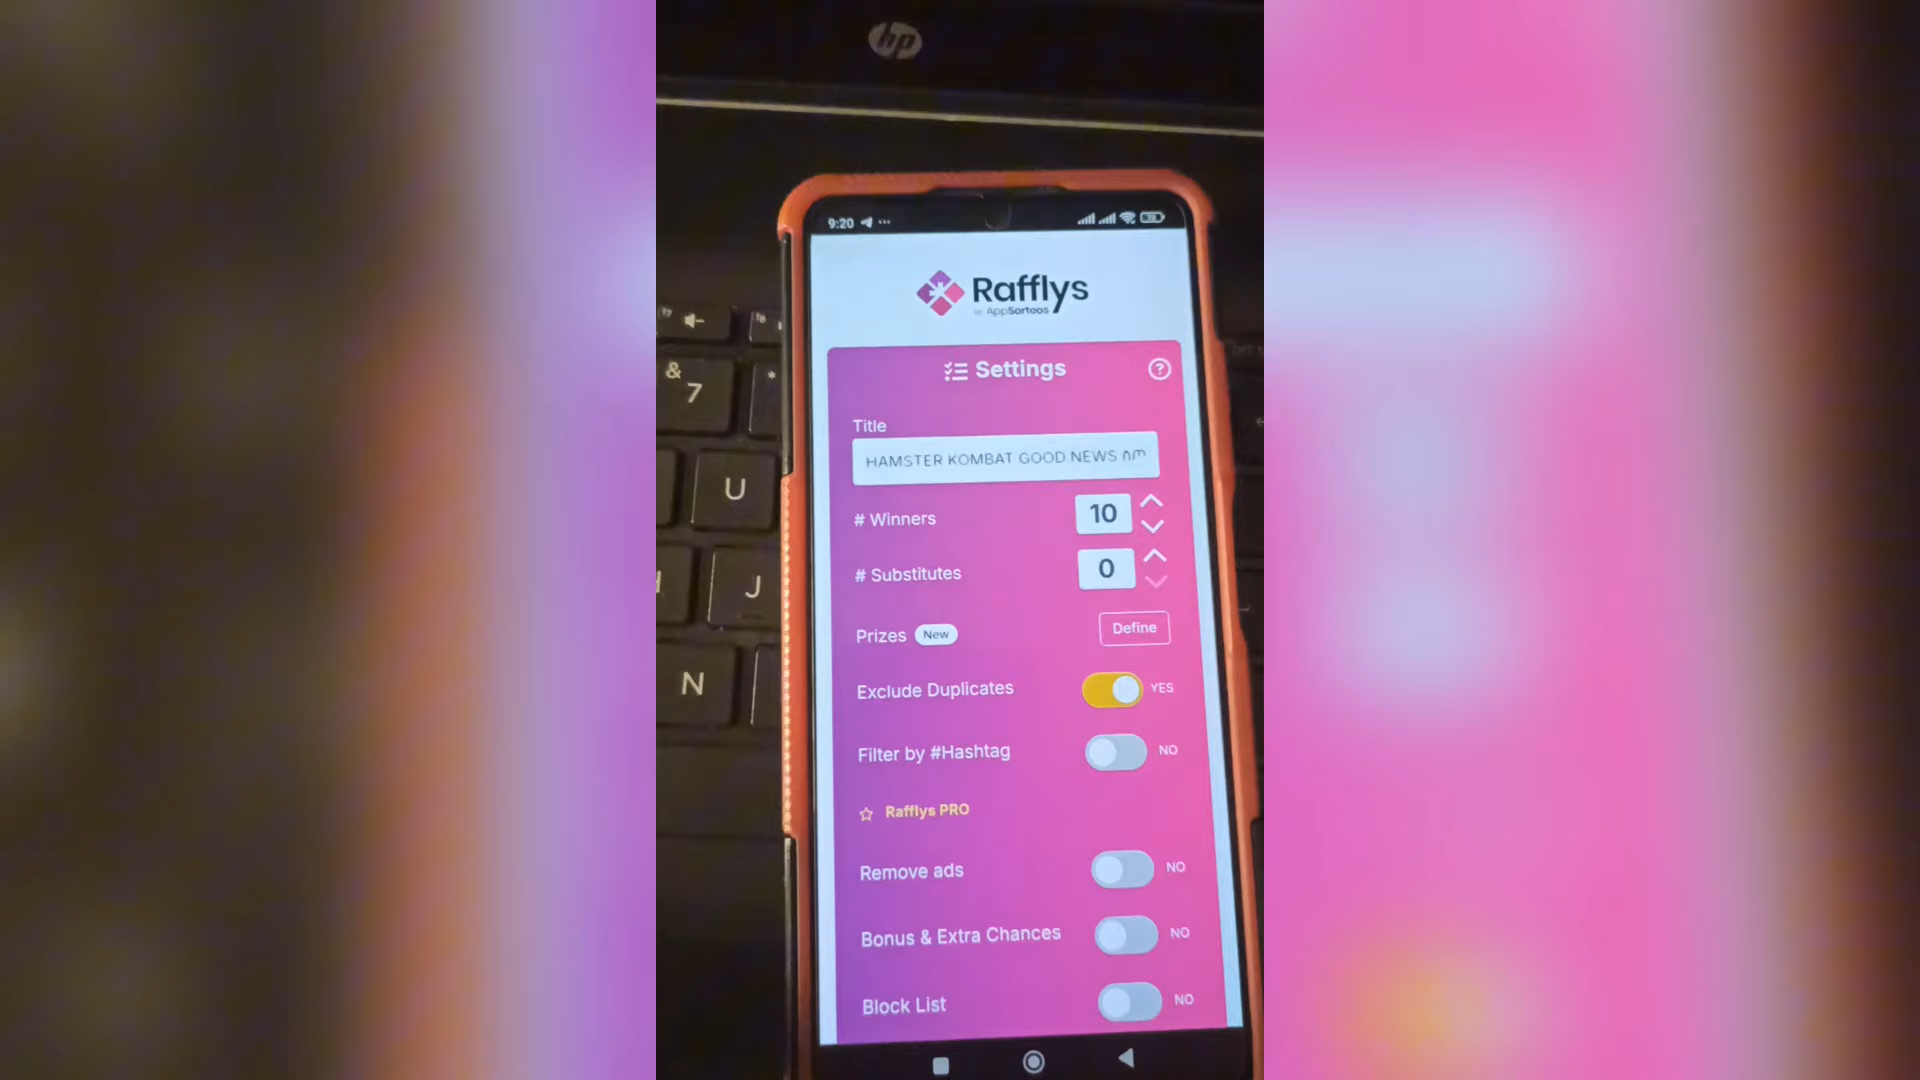 hp
9:20
Rafflys
by AppSorteos
Settings
?
Title
HAMSTER KOMBAT GOOD NEWS ስጦ
# Winners
10
# Substitutes
0
Prizes New
Define
Exclude Duplicates
YES
Filter by #Hashtag
NO
Rafflys PRO
Remove ads
NO
Bonus & Extra Chances
NO
Block List
NO
&
7
*
U
J
N